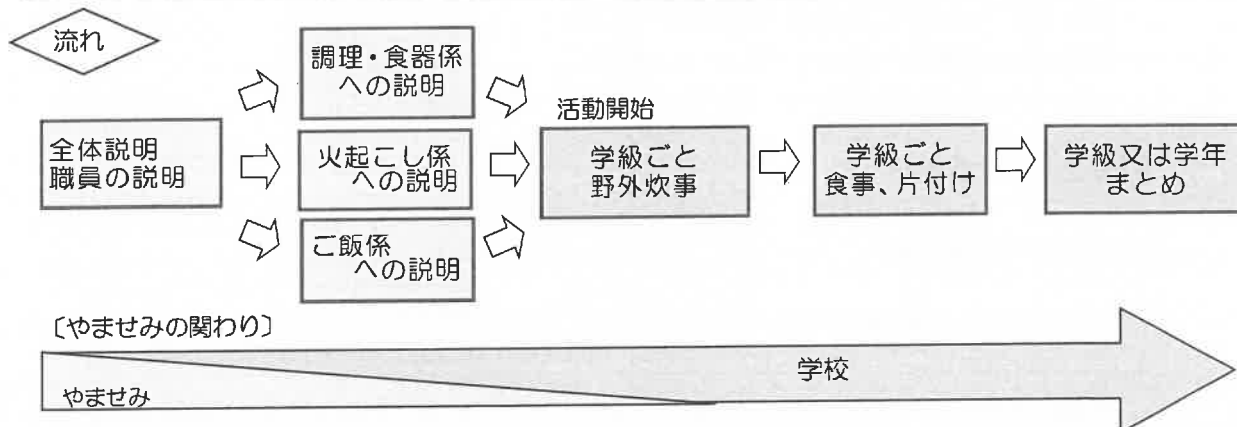 流れ
全体説明
職員の説明
調理・食器係
への説明
火起こし係
への説明
ご飯係
への説明
活動開始
学級ごと
野外炊事
学級ごと
食事、片付け
学級又は学年
まとめ
〔やませみの関わり〕
学校
やませみ